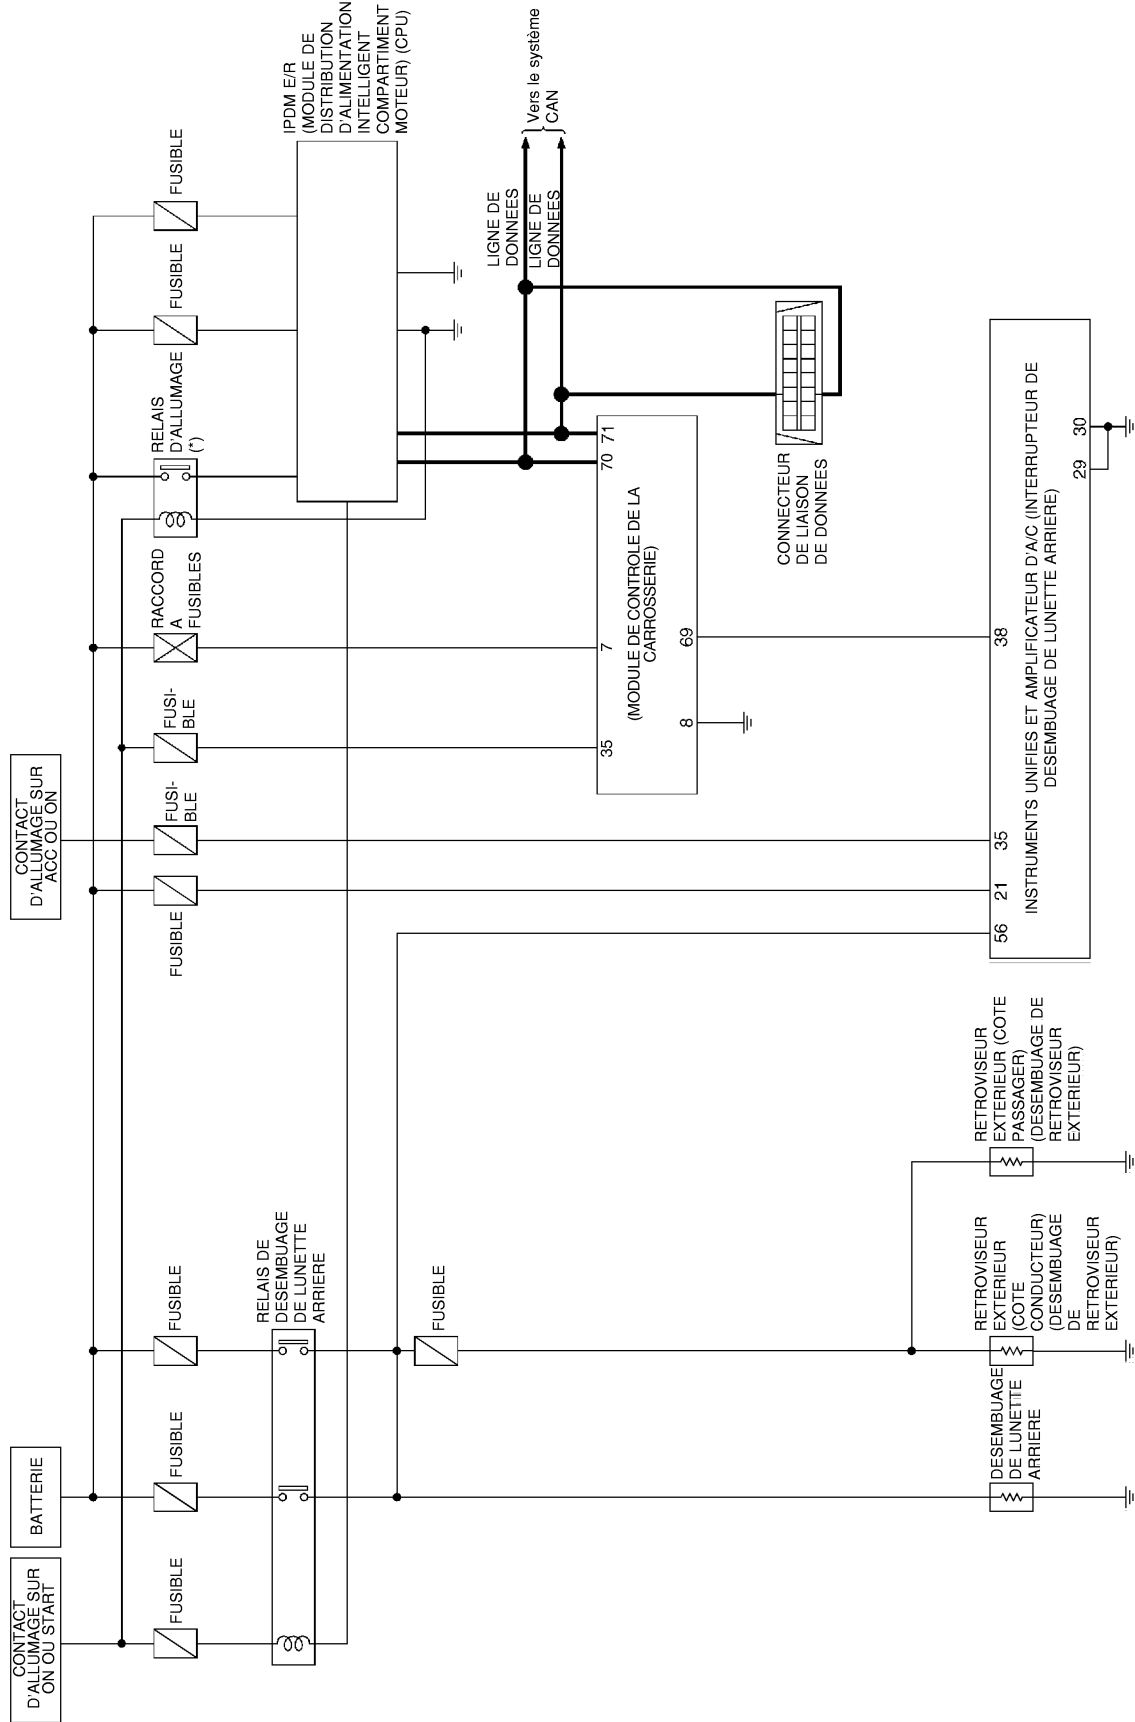 CONTACT
D'ALLUMAGE SUR
ON OU START
BATTERIE
CONTACT
D'ALLUMAGE SUR
ACC OU ON
FUSIBLE
FUSIBLE
FUSIBLE
FUSIBLE
FUSI-
BLE
FUSI-
BLE
RACCORD
A
FUSIBLES
RELAIS
D'ALLUMAGE
(*)
FUSIBLE
FUSIBLE
RELAIS DE
DESEMBUAGE
DE LUNETTE
ARRIERE
IPDM E/R
(MODULE DE
DISTRIBUTION
D'ALIMENTATION
INTELLIGENT
COMPARTIMENT
MOTEUR) (CPU)
FUSIBLE
LIGNE DE
DONNEES
LIGNE DE
DONNEES
Vers le système
CAN
35
7
70
71
(MODULE DE CONTROLE DE LA
CARROSSERIE)
8
69
CONNECTEUR
DE LIAISON
DE DONNEES
DESEMBUAGE
DE LUNETTE
ARRIERE
RETROVISEUR
EXTERIEUR
(COTE
CONDUCTEUR)
(DESEMBUAGE
DE
RETROVISEUR
EXTERIEUR)
RETROVISEUR
EXTERIEUR (COTE
PASSAGER)
(DESEMBUAGE DE
RETROVISEUR
EXTERIEUR)
56
21
35
38
INSTRUMENTS UNIFIES ET AMPLIFICATEUR D'A/C (INTERRUPTEUR DE
DESEMBUAGE DE LUNETTE ARRIERE)
29
30